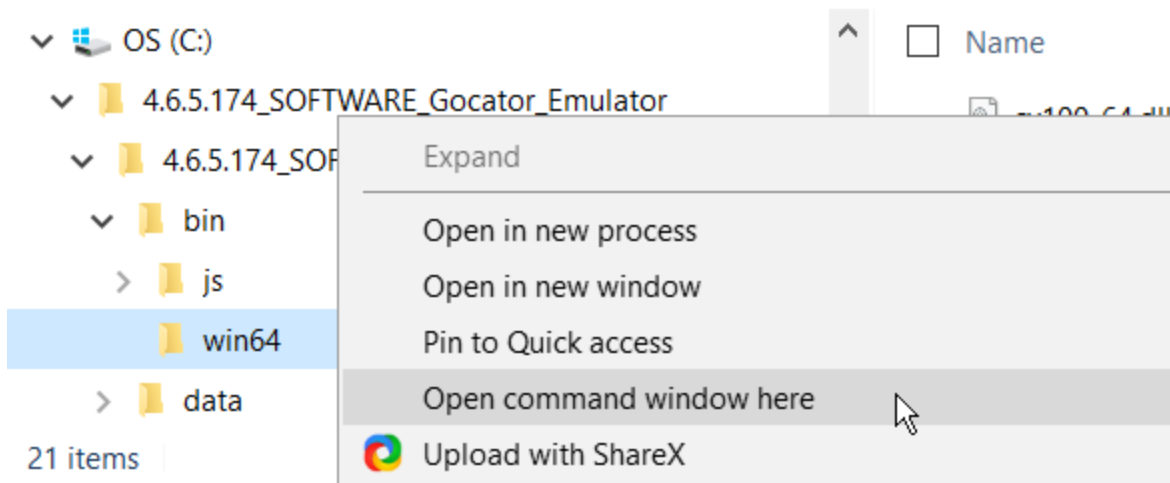 OS (C:)
Name
4.6.5.174_SOFTWARE_Gocator_Emulator
4.6.5.174_SOF
bin
js
win64
data
21 items
Expand
Open in new process
Open in new window
Pin to Quick access
Open command window here
Upload with ShareX